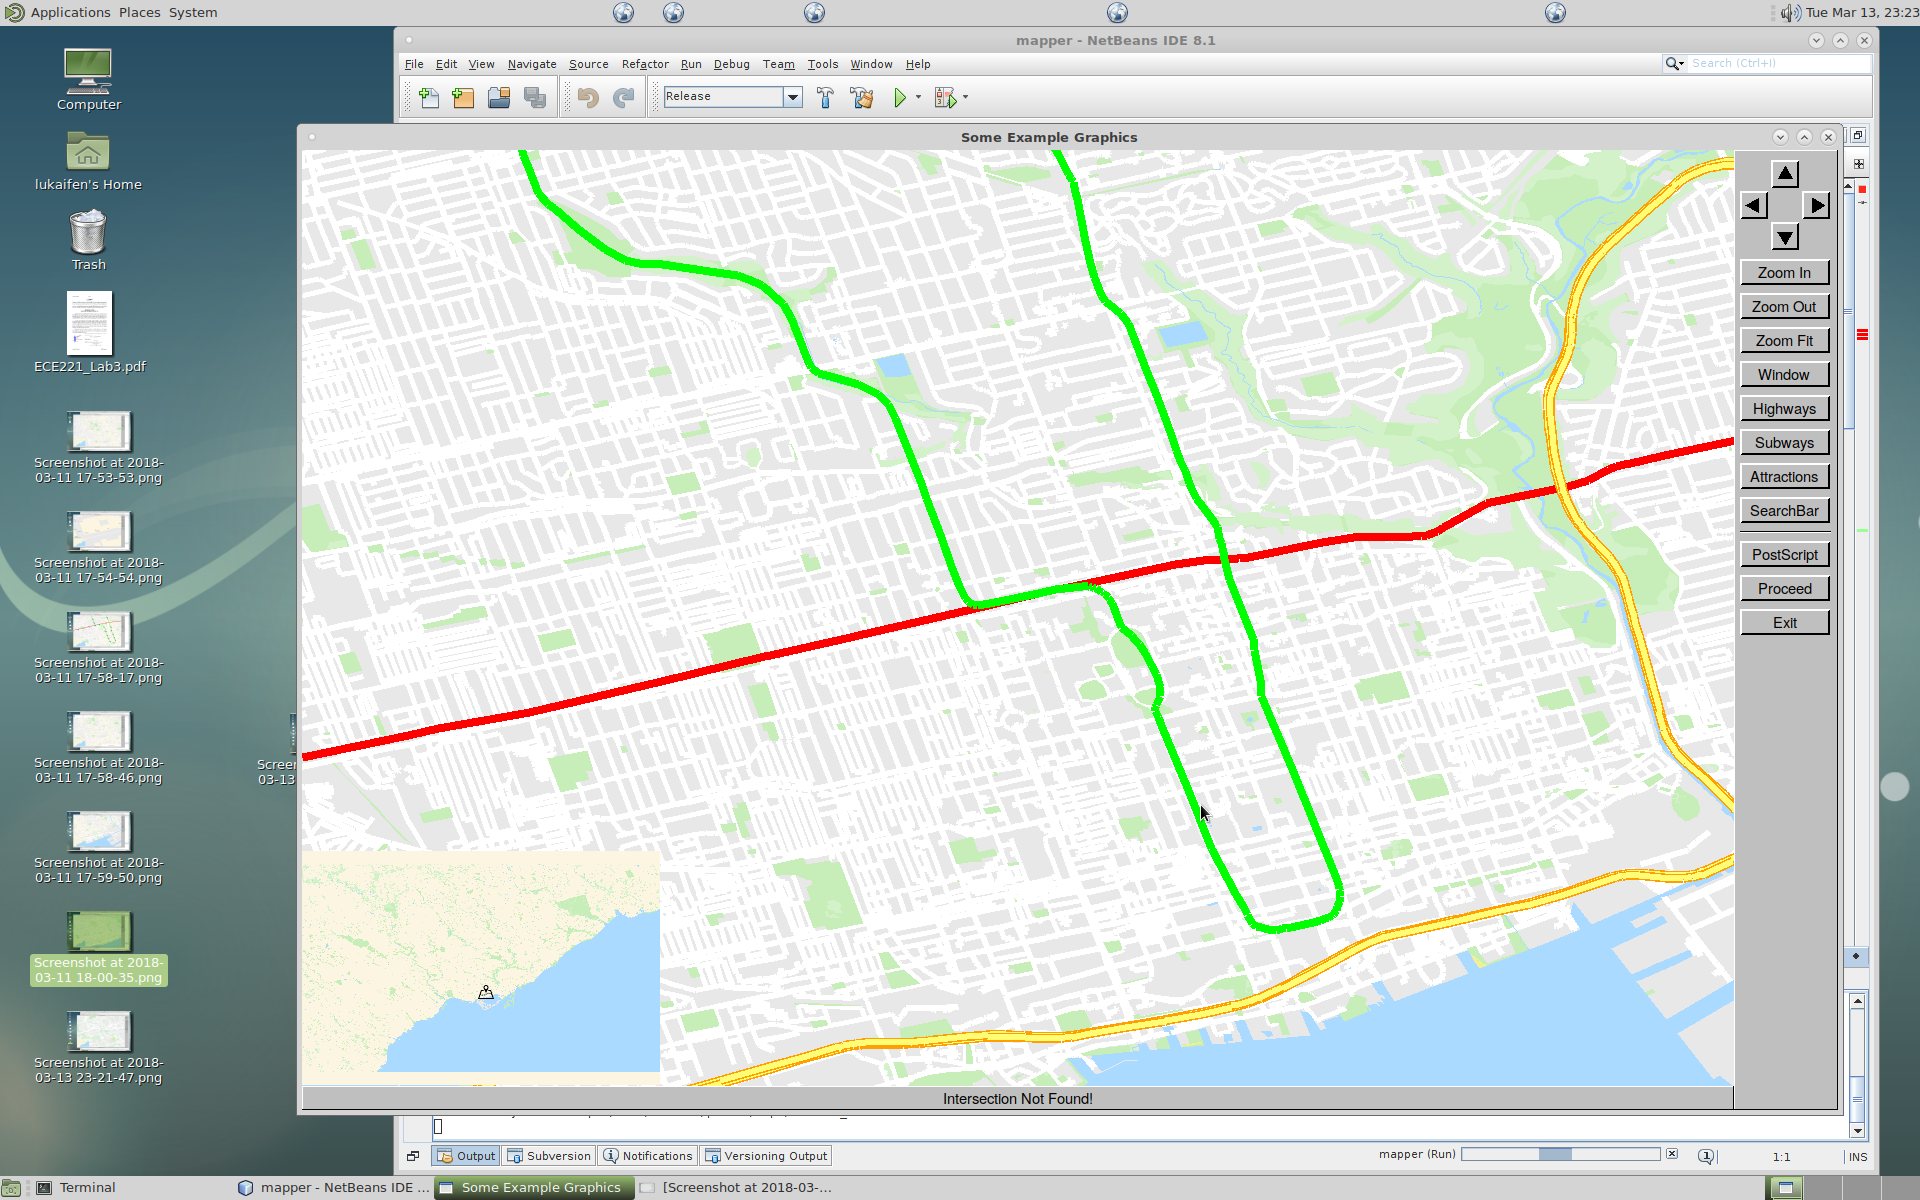 Applications Places System
Tue Mar 13, 23:23
mapper - NetBeans IDE 8.1
File Edit View Navigate Source Refactor Run Debug Team Tools Window Help
Search (Ctrl+I)
Release
Computer
lukaifen's Home
Trash
ECE221_Lab3.pdf
Screenshot at 2018-
03-11 17-53-53.png
Screenshot at 2018-
03-11 17-54-54.png
Screenshot at 2018-
03-11 17-58-17.png
Screenshot at 2018-
03-11 17-58-46.png
Screenshot at 2018-
03-11 17-59-50.png
Screenshot at 2018-
03-11 18-00-35.png
Screenshot at 2018-
03-13 23-21-47.png
Screen
03-13
Some Example Graphics
Zoom In
Zoom Out
Zoom Fit
Window
Highways
Subways
Attractions
SearchBar
PostScript
Proceed
Exit
Intersection Not Found!
Output Subversion Notifications Versioning Output
mapper (Run)
1:1 INS
Terminal
mapper - NetBeans IDE ...
Some Example Graphics
[Screenshot at 2018-03-...